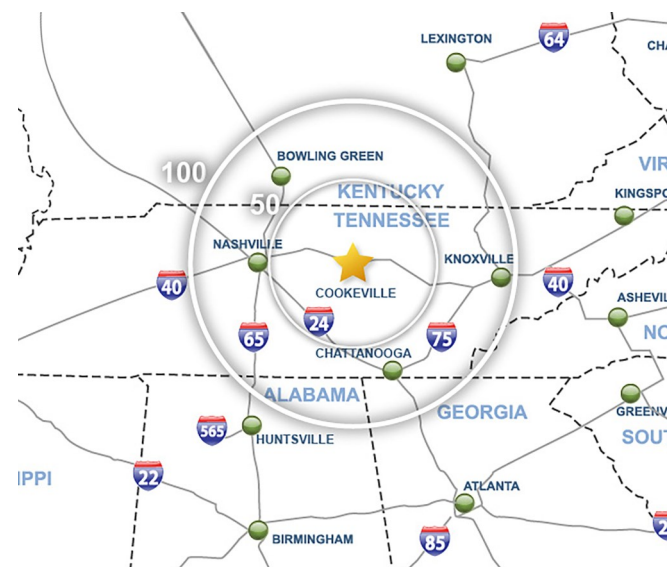 LEXINGTON
64
CHA
BOWLING GREEN
100
VIR
KENTUCKY
KINGSPO
50
TENNESSEE
NASHVILLE
KNOXVILLE
40
COOKEVILLE
40
ASHEVIL
24
65
75
NO
CHATTANOOGA
ALABAMA
GEORGIA
GREENV
565
HUNTSVILLE
SOUT
IPPI
22
ATLANTA
2
BIRMINGHAM
85